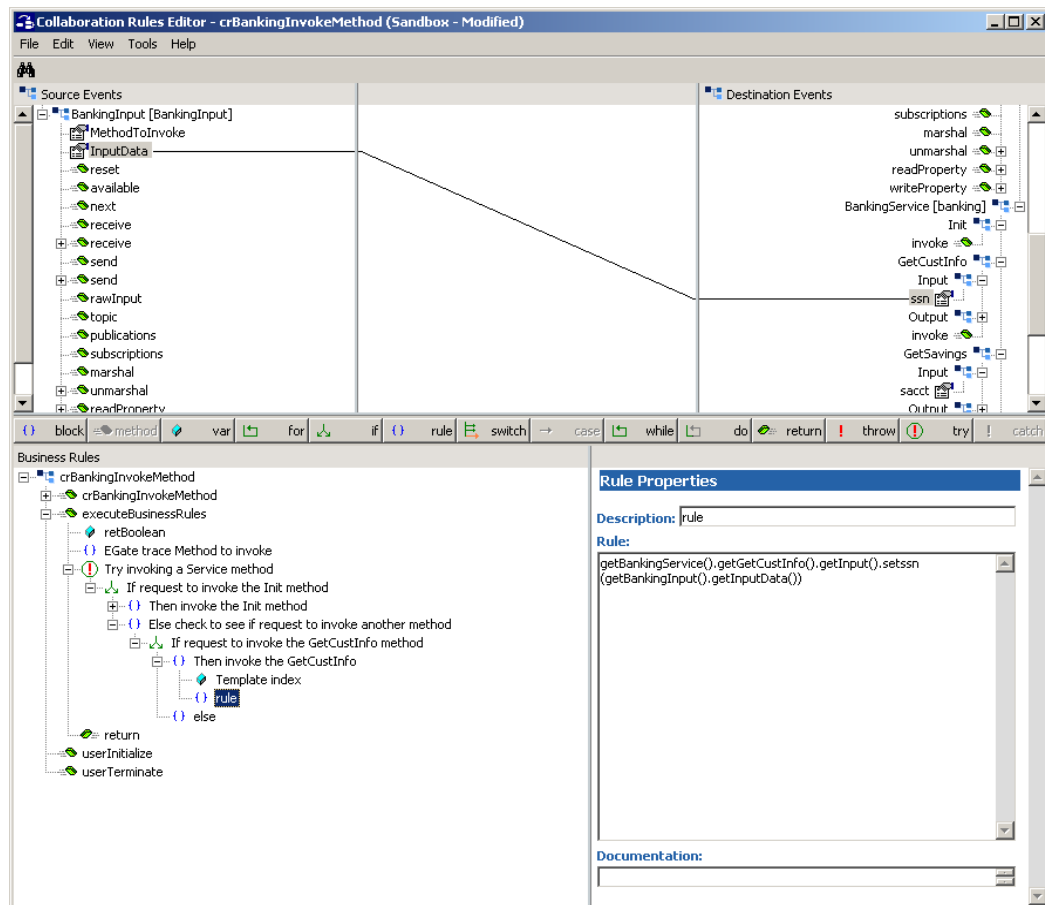 Collaboration Rules Editor - crBankingInvokeMethod (Sandbox - Modified)
File Edit View Tools Help
Source Events
Destination Events
BankingInput [BankingInput]
MethodToInvoke
InputData
reset
available
next
receive
receive
send
send
rawInput
topic
publications
subscriptions
marshal
unmarshal
readProperty
subscriptions
marshal
unmarshal
readProperty
writeProperty
BankingService [banking]
Init
invoke
GetCustInfo
Input
ssn
Output
invoke
GetSavings
Input
sacct
Output
{} block method var for if {} rule switch case while do return ! throw try ! catch
Business Rules
crBankingInvokeMethod
crBankingInvokeMethod
executeBusinessRules
retBoolean
{} EGate trace Method to invoke
Try invoking a Service method
If request to invoke the Init method
{} Then invoke the Init method
{} Else check to see if request to invoke another method
If request to invoke the GetCustInfo method
{} Then invoke the GetCustInfo
Template index
{} rule
{} else
return
userInitialize
userTerminate
Rule Properties
Description: rule
Rule:
getBankingService().getGetCustInfo().getInput().setssn
(getBankingInput().getInputData())
Documentation: